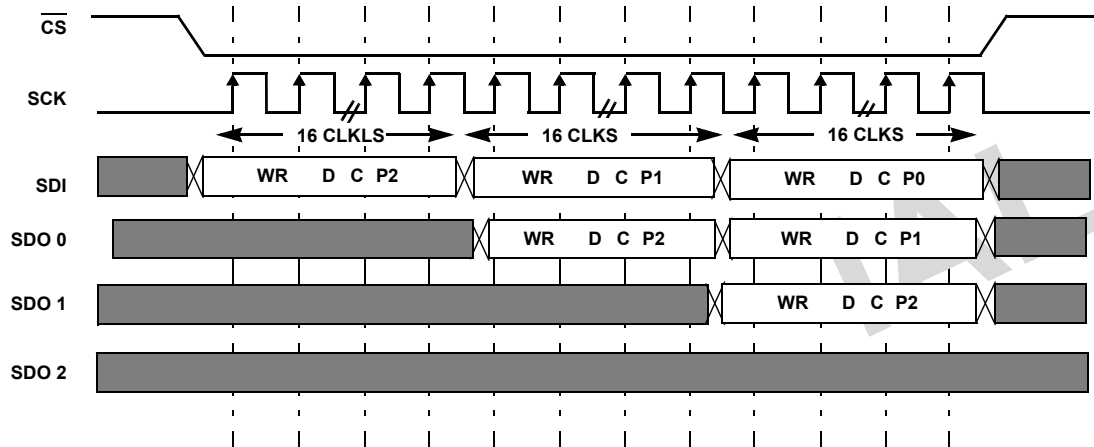 CS
SCK
16 CLKLS 16 CLKS 16 CLKS
SDI WR D C P2 WR D C P1 WR D C P0
SDO 0 WR D C P2 WR D C P1
SDO 1 WR D C P2
SDO 2